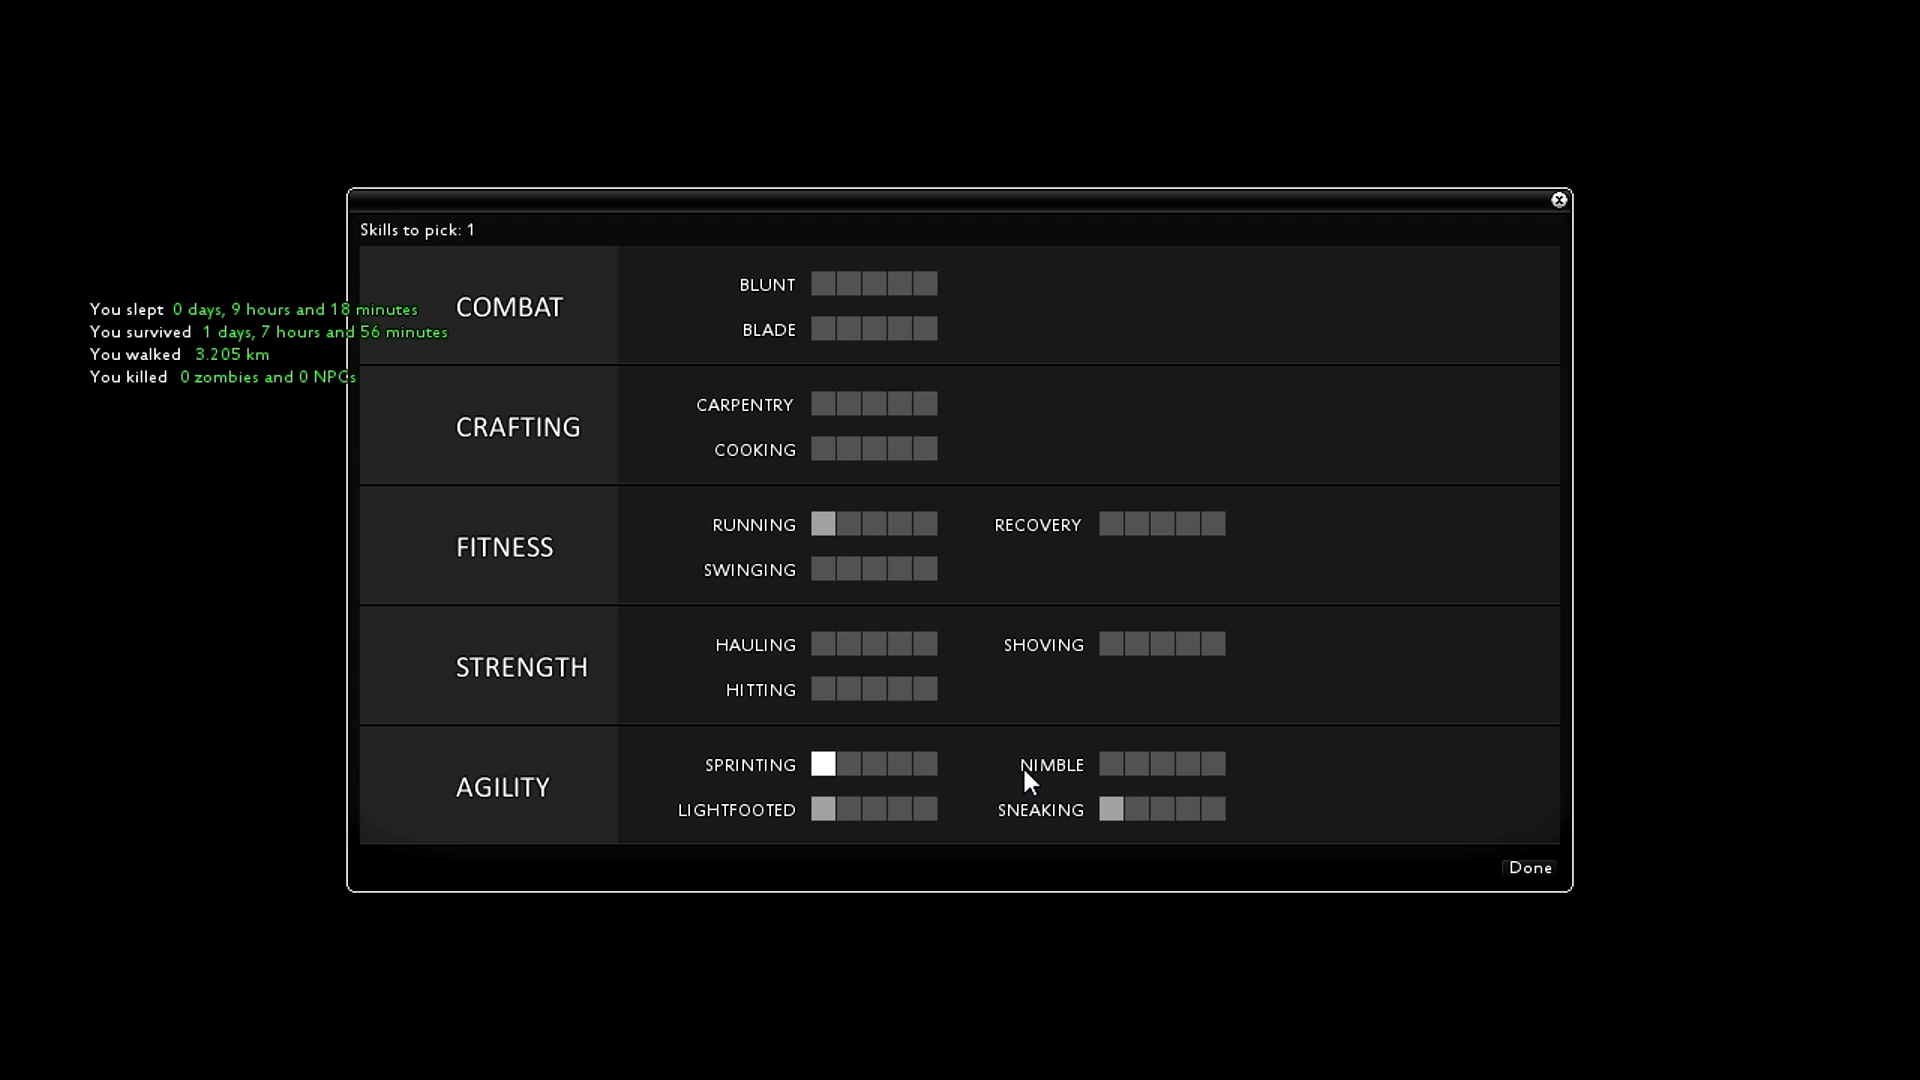 Skills to pick: 1
You slept 0 days, 9 hours and 18 minutes
You survived 1 days, 7 hours and 56 minutes
You walked 3.205 km
You killed 0 zombies and 0 NPCs
COMBAT
BLUNT
BLADE
CRAFTING
CARPENTRY
COOKING
FITNESS
RUNNING
RECOVERY
SWINGING
STRENGTH
HAULING
SHOVING
HITTING
AGILITY
SPRINTING
NIMBLE
LIGHTFOOTED
SNEAKING
Done